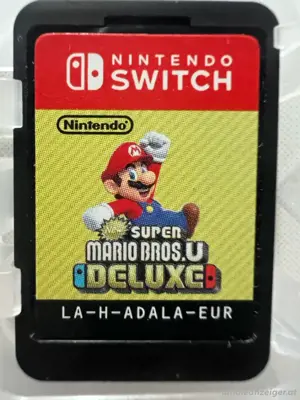 NINTENDO
SWITCH
Nintendo
New
SUPER
MARIO BROS.U
DELUXE
LA-H-ADALA-EUR